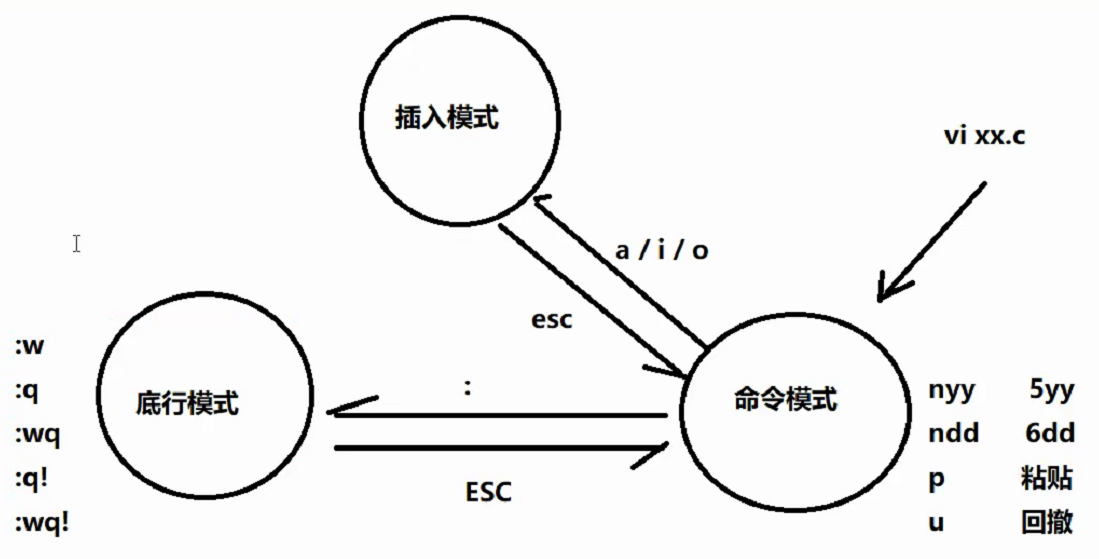 插入模式
vi xx.c
a / i / o
esc
:w
:q
:wq
:q!
:wq!
底行模式
:
ESC
命令模式
nyy 5yy
ndd 6dd
p 粘贴
u 回撤